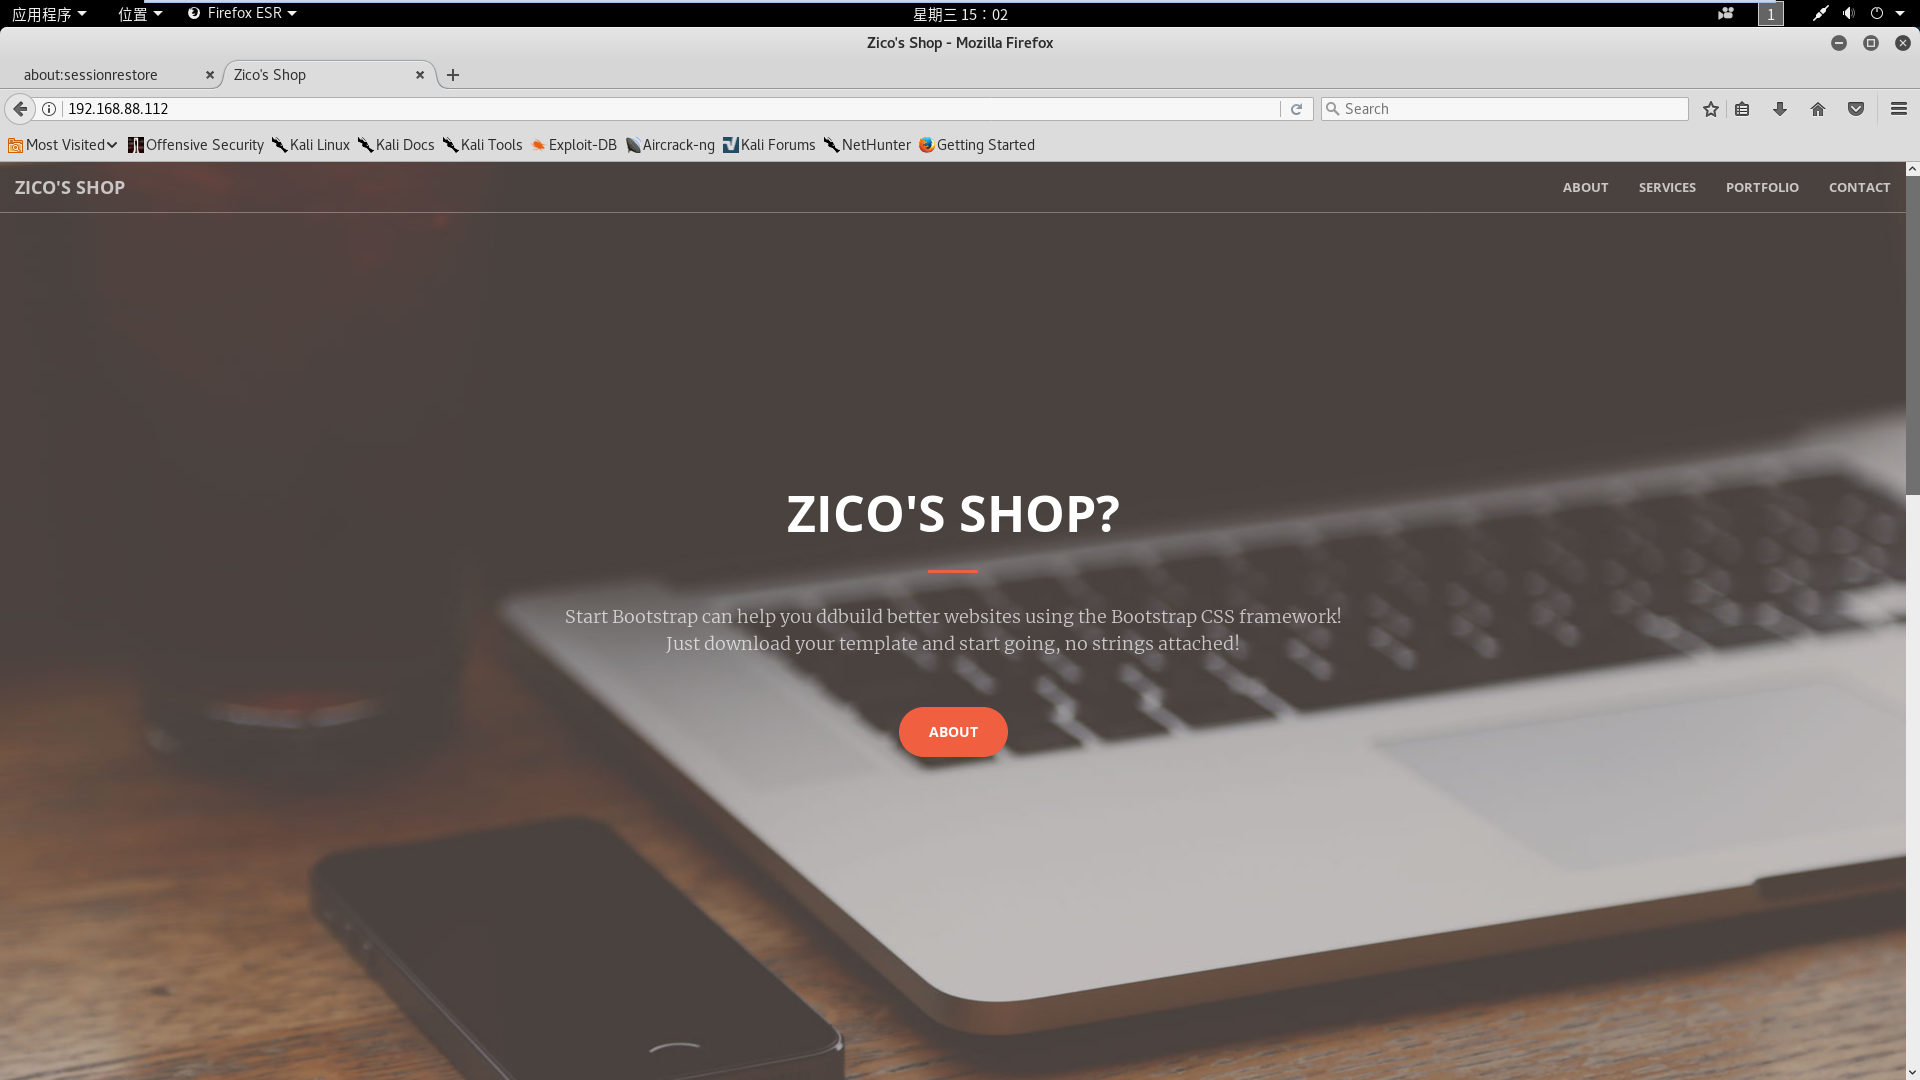 应用程序 位置 Firefox ESR 星期三 15：02 1
Zico's Shop - Mozilla Firefox
about:sessionrestore Zico's Shop
192.168.88.112 Search
Most Visited Offensive Security Kali Linux Kali Docs Kali Tools Exploit-DB Aircrack-ng Kali Forums NetHunter Getting Started
ZICO'S SHOP ABOUT SERVICES PORTFOLIO CONTACT
ZICO'S SHOP?
Start Bootstrap can help you ddbuild better websites using the Bootstrap CSS framework!
Just download your template and start going, no strings attached!
ABOUT